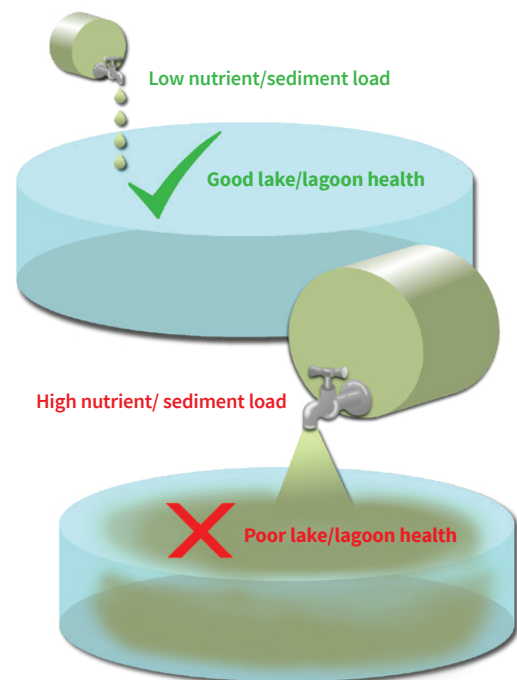 Low nutrient/sediment load
Good lake/lagoon health
High nutrient/ sediment load
Poor lake/lagoon health